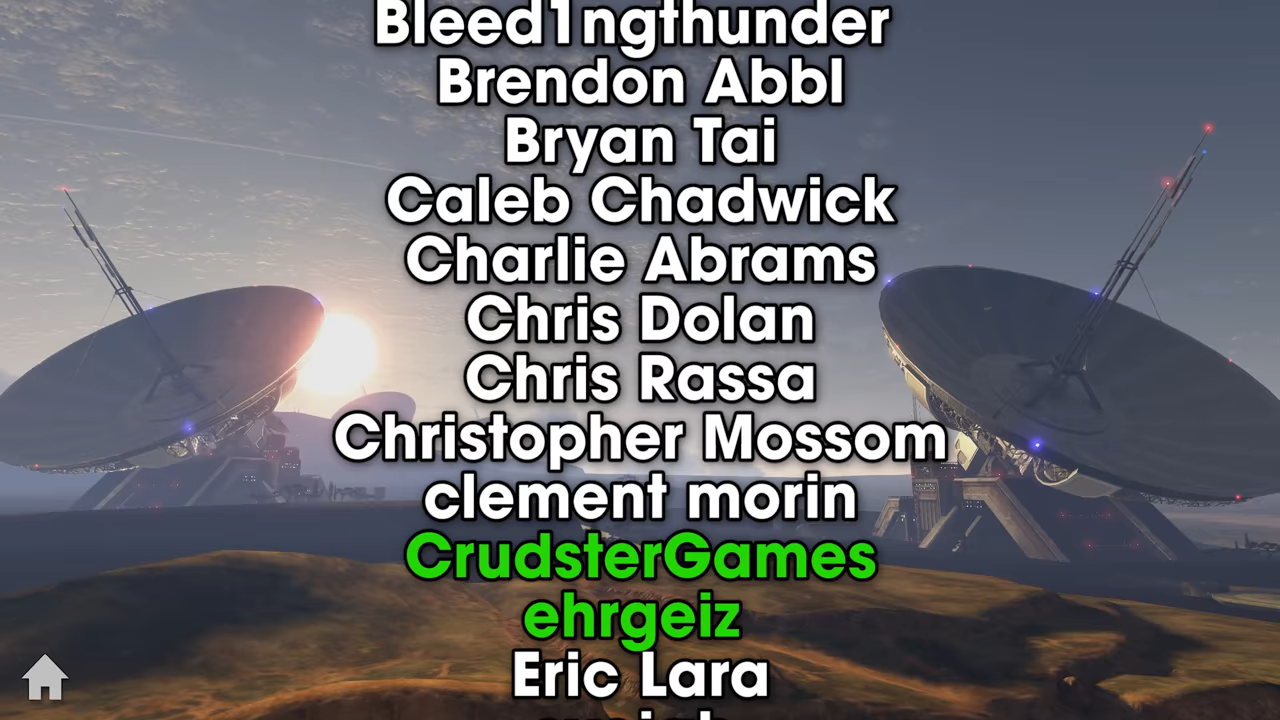 Bleed1ngthunder
Brendon Abbl
Bryan Tai
Caleb Chadwick
Charlie Abrams
Chris Dolan
Chris Rassa
Christopher Mossom
clement morin
CrudsterGames
ehrgeiz
Eric Lara